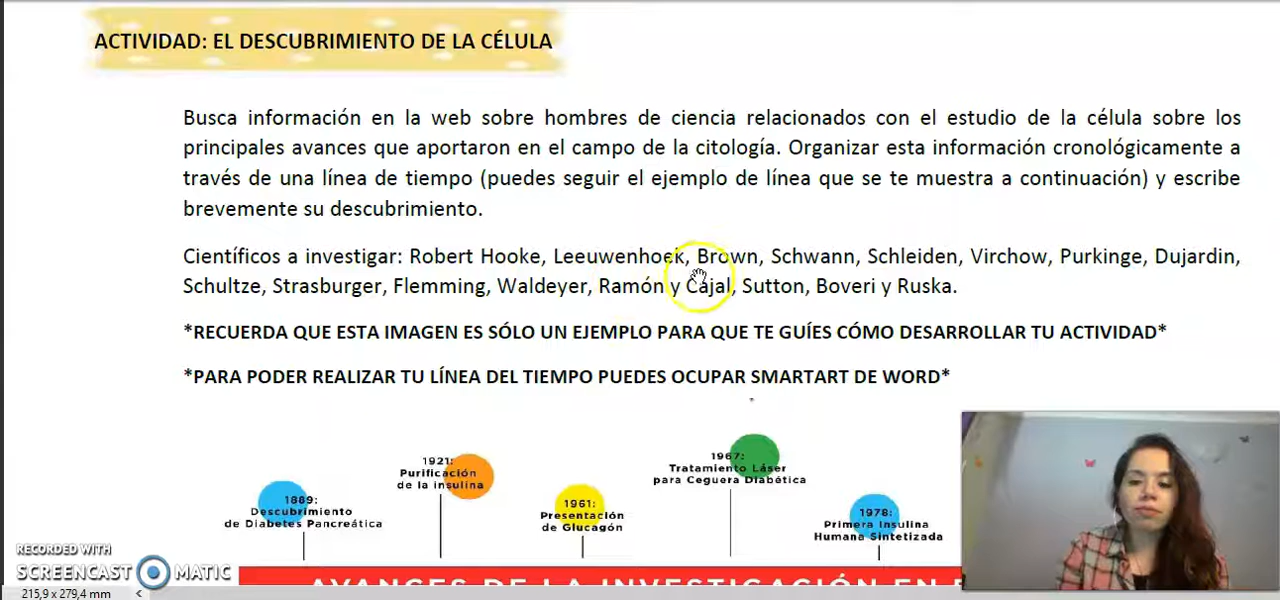 ACTIVIDAD: EL DESCUBRIMIENTO DE LA CÉLULA
Busca información en la web sobre hombres de ciencia relacionados con el estudio de la célula sobre los
principales avances que aportaron en el campo de la citología. Organizar esta información cronológicamente a
través de una línea de tiempo (puedes seguir el ejemplo de línea que se te muestra a continuación) y escribe
brevemente su descubrimiento.
Científicos a investigar: Robert Hooke, Leeuwenhoek, Brown, Schwann, Schleiden, Virchow, Purkinge, Dujardin,
Schultze, Strasburger, Flemming, Waldeyer, Ramón y Cajal, Sutton, Boveri y Ruska.
*RECUERDA QUE ESTA IMAGEN ES SÓLO UN EJEMPLO PARA QUE TE GUÍES CÓMO DESARROLLAR TU ACTIVIDAD*
*PARA PODER REALIZAR TU LÍNEA DEL TIEMPO PUEDES OCUPAR SMARTART DE WORD*
1889:
Descubrimiento
de Diabetes Pancreática
1921:
Purificación
de la insulina
1961:
Presentación
de Glucagón
1967:
Tratamiento Láser
para Ceguera Diabética
1978:
Primera Insulina
Humana Sintetizada
AVANCES DE LA INVESTIGACIÓN EN
RECORDED WITH
SCREENCAST MATIC
215,9 x 279,4 mm